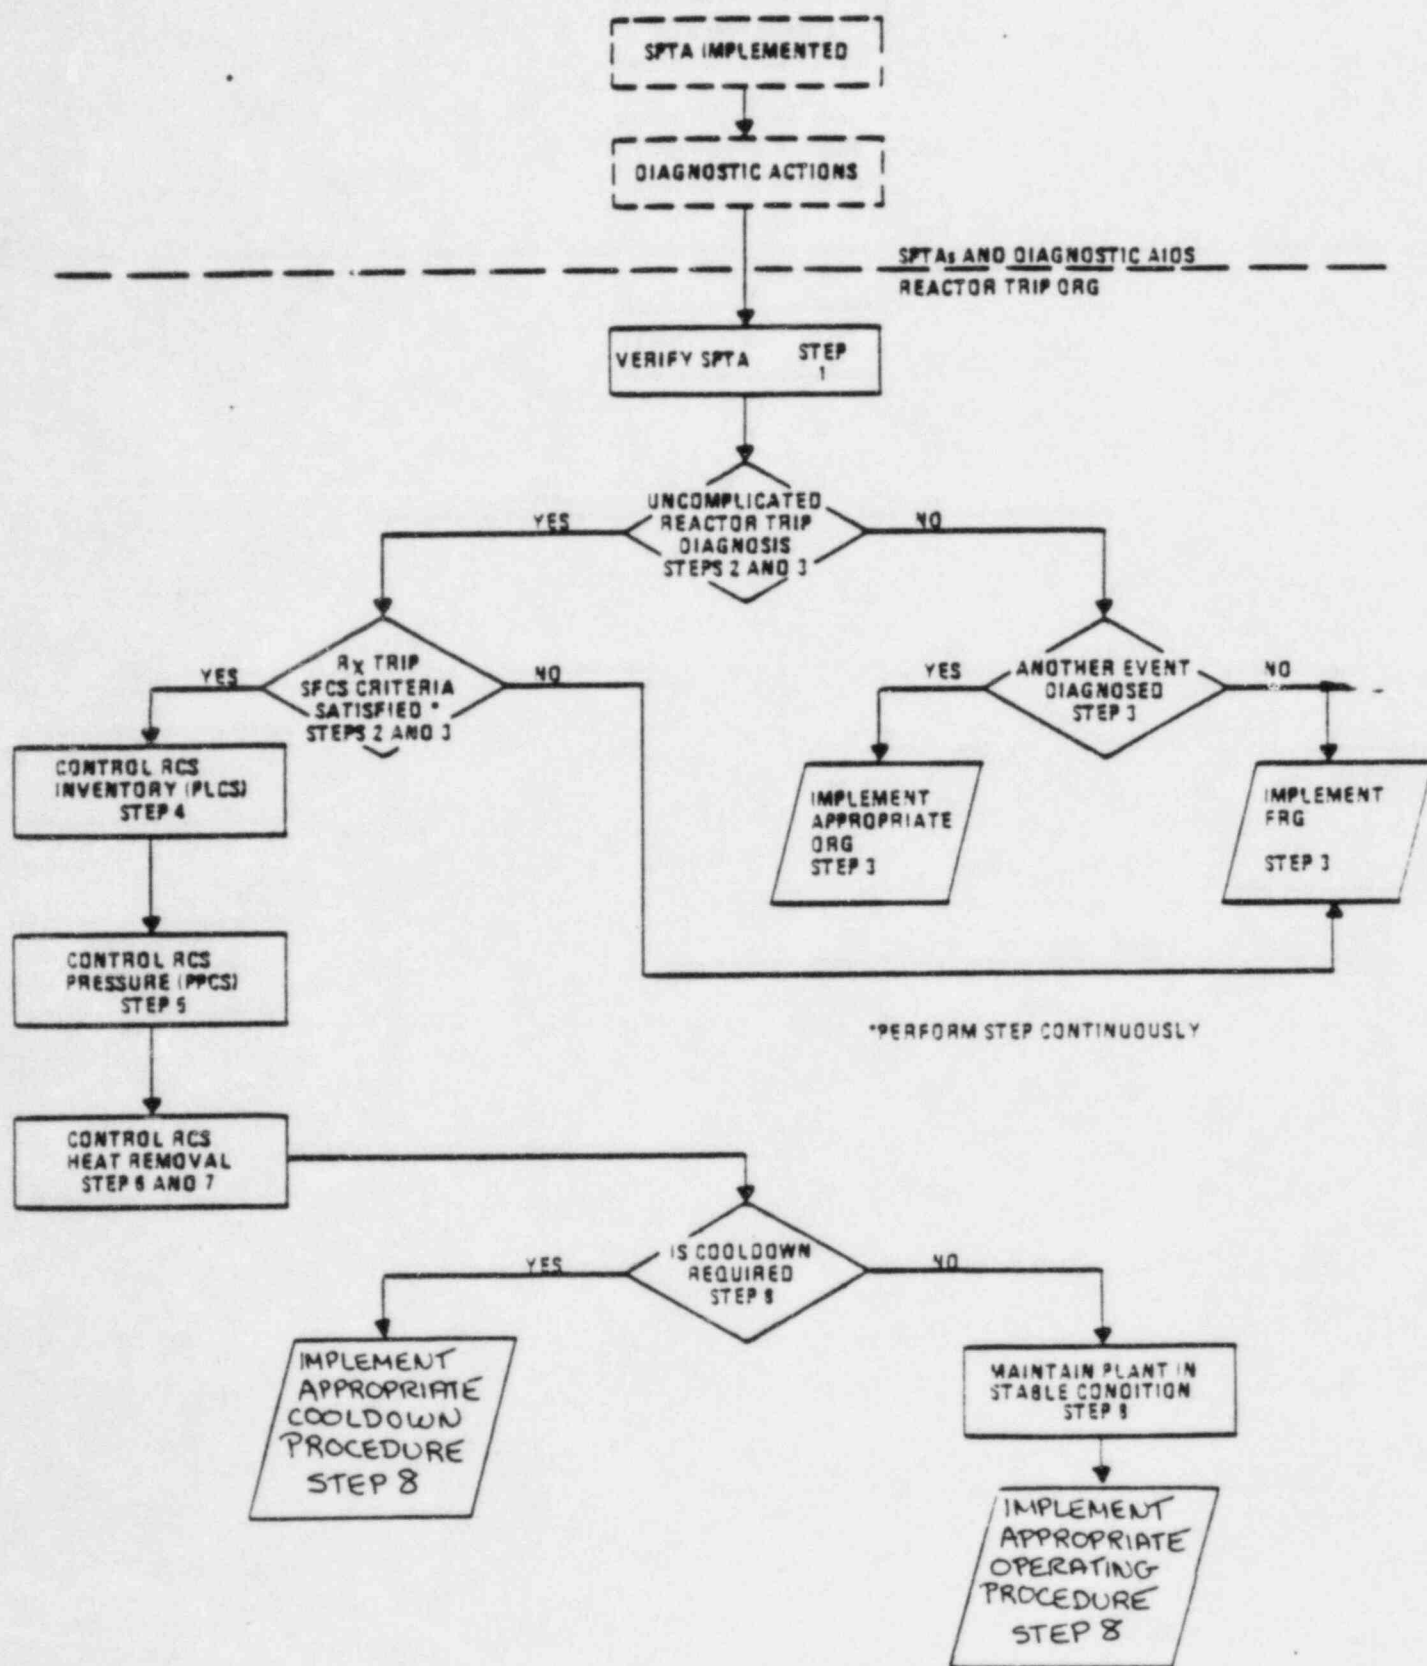 SPTA IMPLEMENTED
DIAGNOSTIC ACTIONS
SPTAs AND DIAGNOSTIC AIDS
REACTOR TRIP ORG
VERIFY SPTA STEP
1
UNCOMPLICATED
REACTOR TRIP
DIAGNOSIS
STEPS 2 AND 3
YES
NO
RX TRIP
SFCS CRITERIA
SATISFIED *
STEPS 2 AND 3
YES
NO
ANOTHER EVENT
DIAGNOSED
STEP 3
YES
NO
CONTROL RCS
INVENTORY (PLCS)
STEP 4
IMPLEMENT
APPROPRIATE
ORG
STEP 3
IMPLEMENT
FRG
STEP 3
CONTROL RCS
PRESSURE (PPCS)
STEP 5
*PERFORM STEP CONTINUOUSLY
CONTROL RCS
HEAT REMOVAL
STEP 6 AND 7
IS COOLDOWN
REQUIRED
STEP 8
YES
NO
IMPLEMENT
APPROPRIATE
COOLDOWN
PROCEDURE
STEP 8
MAINTAIN PLANT IN
STABLE CONDITION
STEP 8
IMPLEMENT
APPROPRIATE
OPERATING
PROCEDURE
STEP 8